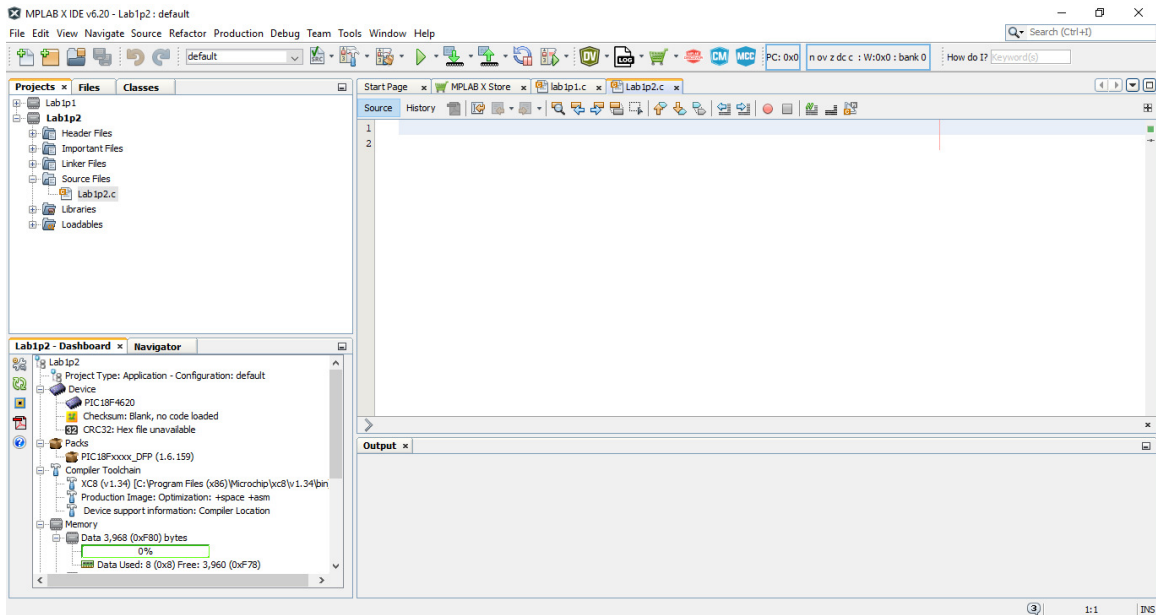 MPLAB X IDE v6.20 - Lab1p2 : default
File Edit View Navigate Source Refactor Production Debug Team Tools Window Help
Search (Ctrl+I)
default
DV
LOG
CM
MCC
PC: 0x0
n ov z dc c : W:0x0 : bank 0
How do I?
Keyword(s)
Projects
Files
Classes
Lab1p1
Lab1p2
Header Files
Important Files
Linker Files
Source Files
Lab1p2.c
Libraries
Loadables
Start Page
MPLAB X Store
lab1p1.c
Lab1p2.c
Source
History
1
2
Lab1p2 - Dashboard
Navigator
Lab1p2
Project Type: Application - Configuration: default
Device
PIC18F4620
Checksum: Blank, no code loaded
32 CRC32: Hex file unavailable
Packs
PIC18Fxxxx_DFP (1.6.159)
Compiler Toolchain
XC8 (v1.34) [C:\Program Files (x86)\Microchip\xc8\v1.34\bin
Production Image: Optimization: +space +asm
Device support information: Compiler Location
Memory
Data 3,968 (0xF80) bytes
0%
Data Used: 8 (0x8) Free: 3,960 (0xF78)
Output
3
1:1
INS